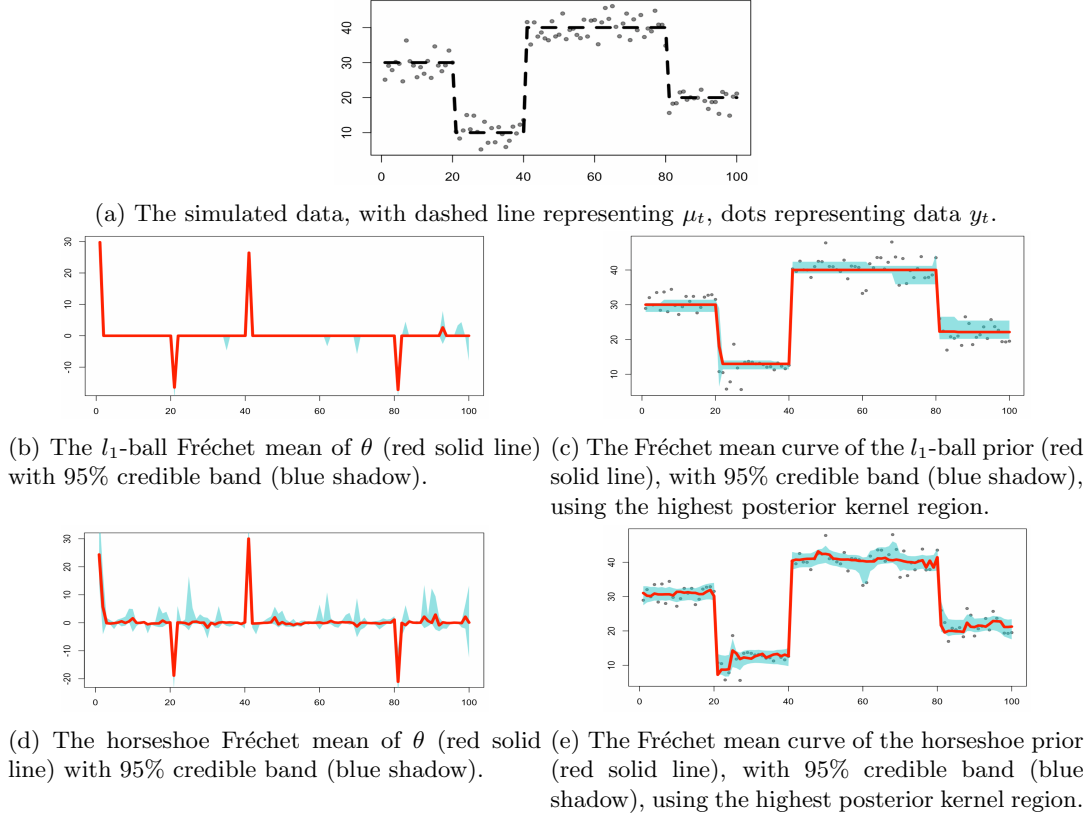 40
30
20
10
0 20 40 60 80 100
(a) The simulated data, with dashed line representing μt, dots representing data yt.
30
20
10
0
-10
0 20 40 60 80 100
40
30
20
10
0 20 40 60 80 100
(b) The l1-ball Fréchet mean of θ (red solid line) with 95% credible band (blue shadow).
(c) The Fréchet mean curve of the l1-ball prior (red solid line), with 95% credible band (blue shadow), using the highest posterior kernel region.
30
20
10
0
-10
-20
0 20 40 60 80 100
40
30
20
10
0 20 40 60 80 100
(d) The horseshoe Fréchet mean of θ (red solid line) with 95% credible band (blue shadow).
(e) The Fréchet mean curve of the horseshoe prior (red solid line), with 95% credible band (blue shadow), using the highest posterior kernel region.